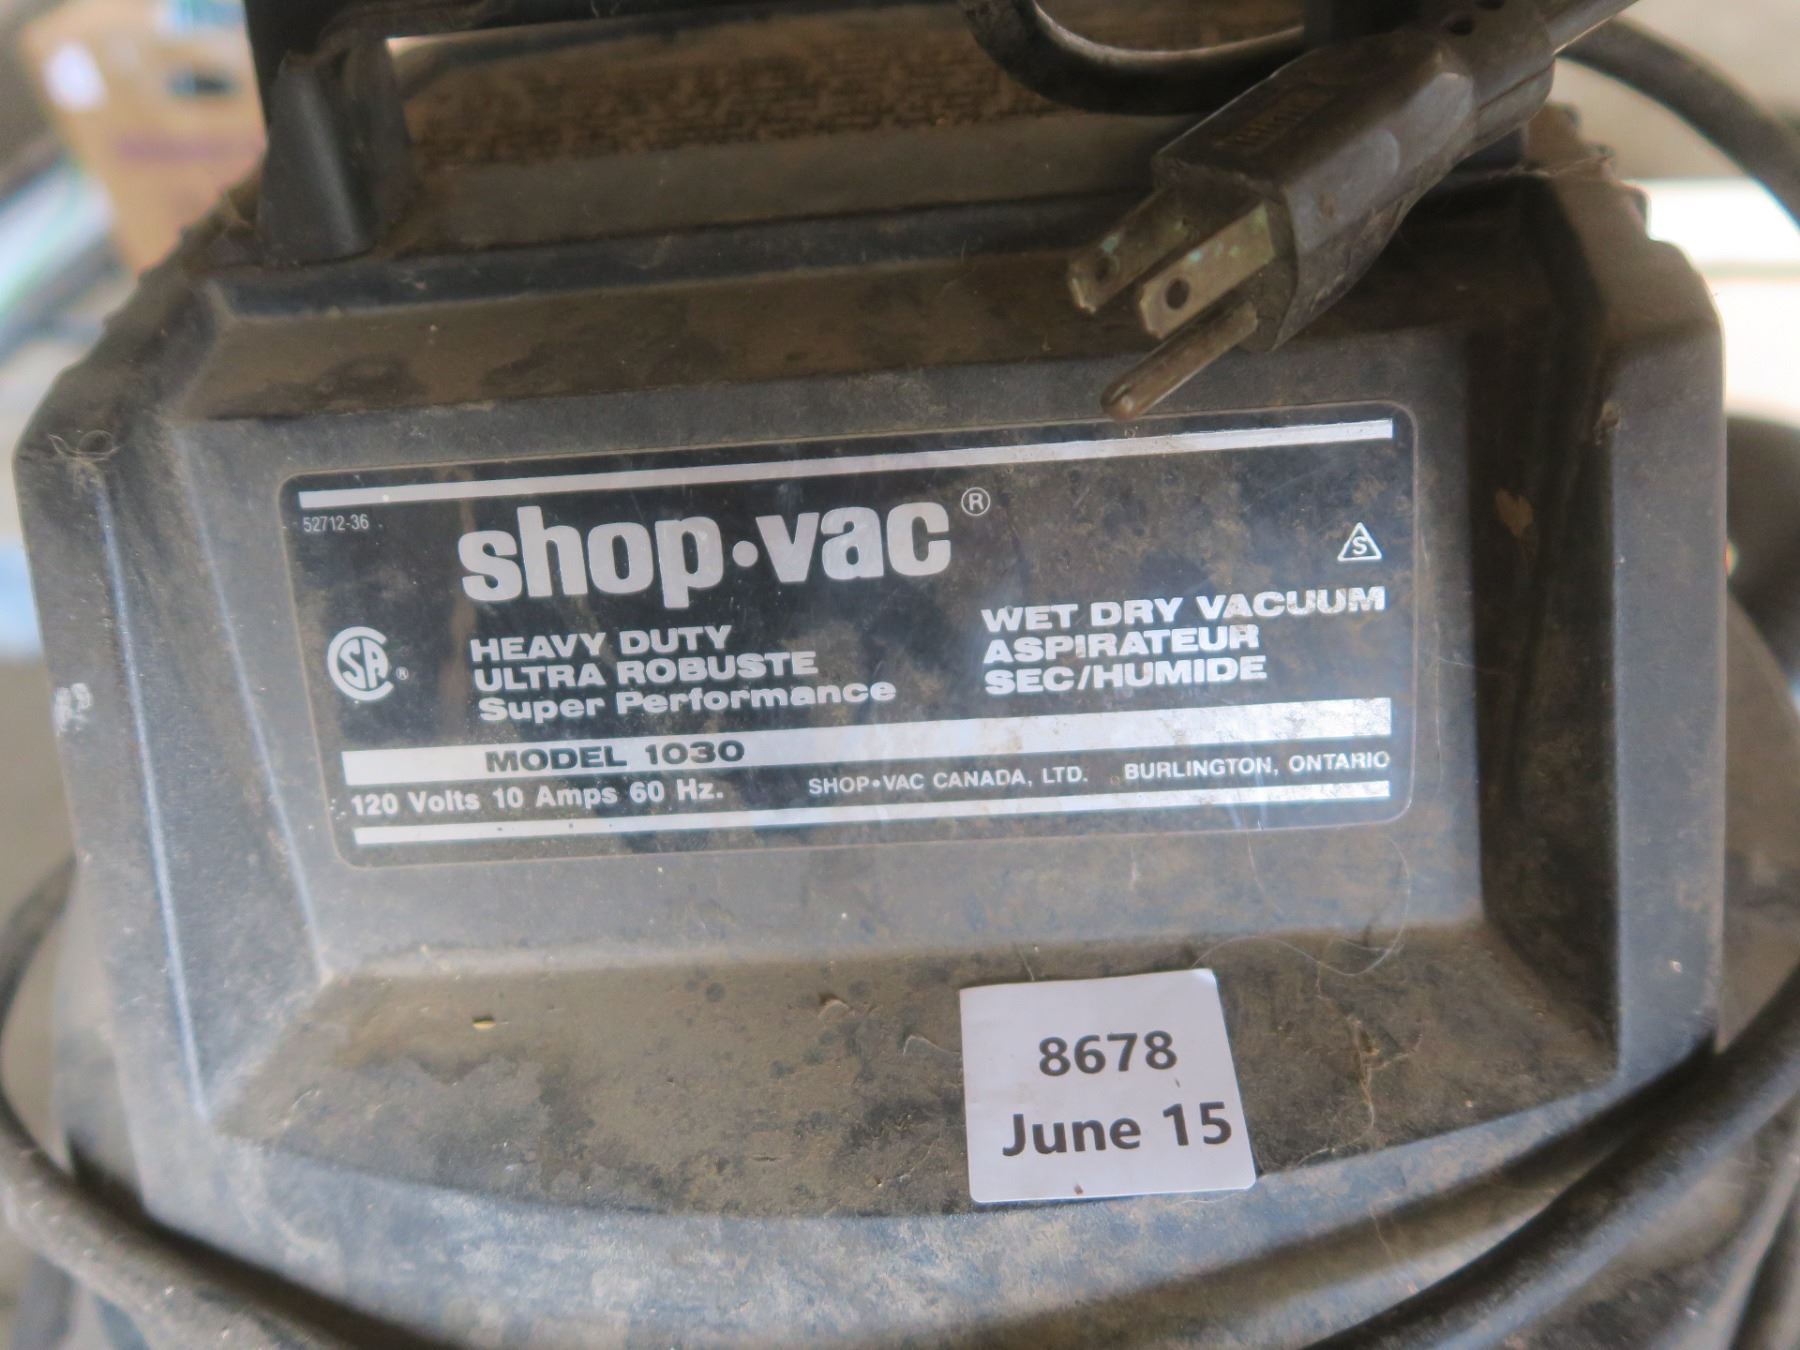 52712-36
shop·vac®
S
CSA®
HEAVY DUTY
ULTRA ROBUSTE
Super Performance
WET DRY VACUUM
ASPIRATEUR
SEC/HUMIDE
MODEL 1030
120 Volts 10 Amps 60 Hz.
SHOP•VAC CANADA, LTD. BURLINGTON, ONTARIO
8678
June 15